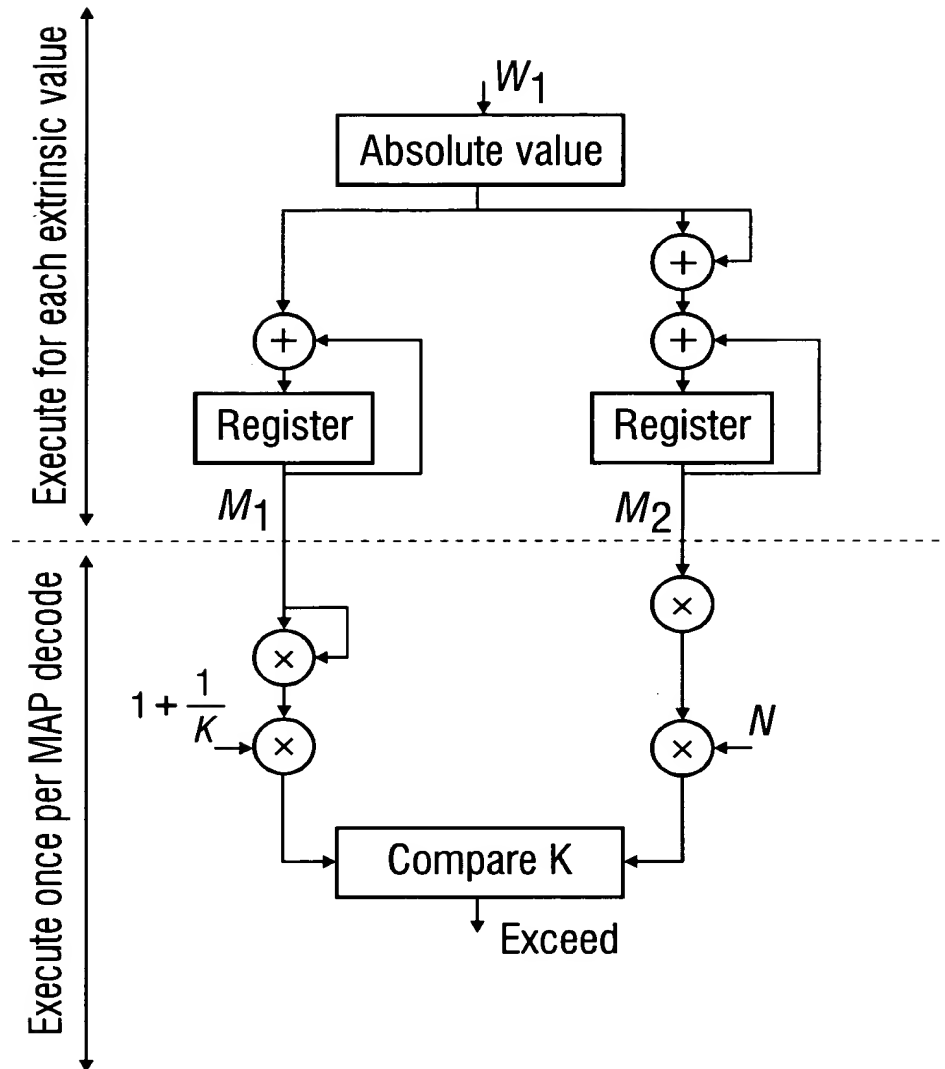 Execute for each extrinsic value
W1
Absolute value
+
+
+
Register
Register
M1
M2
×
×
1 + 1/K
×
×
N
Compare K
Exceed
Execute once per MAP decode